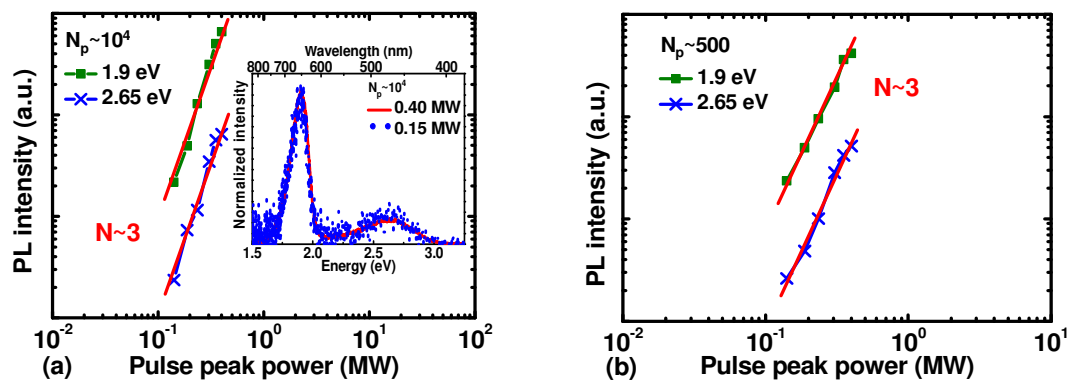 PL intensity (a.u.)
N_p~10^4
1.9 eV
2.65 eV
N~3
Wavelength (nm)
800 700 600 500 400
Normalized intensity
N_p~10^4
0.40 MW
0.15 MW
1.5 2.0 2.5 3.0
Energy (eV)
10^-2 10^-1 10^0 10^1 10^2
(a) Pulse peak power (MW)
PL intensity (a.u.)
N_p~500
1.9 eV
2.65 eV
N~3
10^-2 10^-1 10^0 10^1
(b) Pulse peak power (MW)